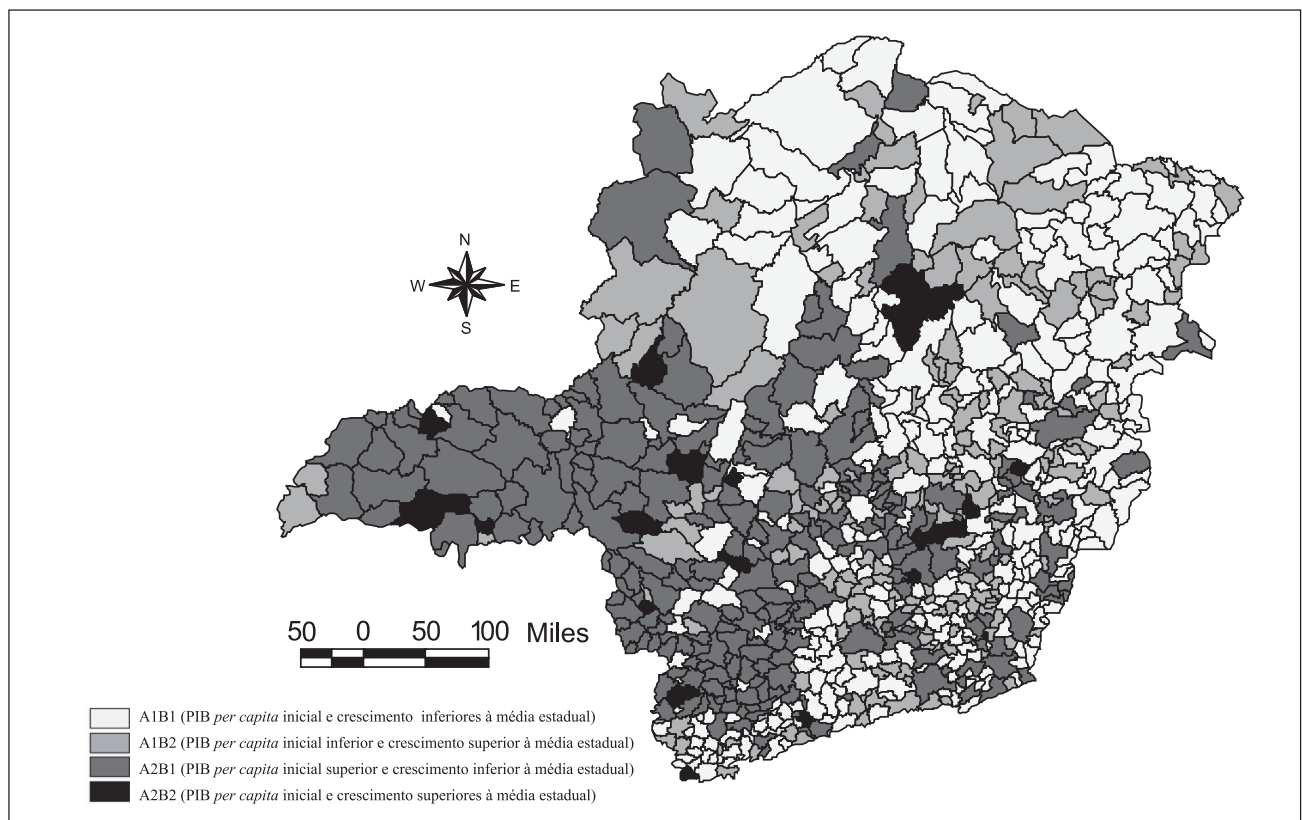 N
W E
S
50 0 50 100 Miles
A1B1 (PIB per capita inicial e crescimento inferiores à média estadual)
A1B2 (PIB per capita inicial inferior e crescimento superior à média estadual)
A2B1 (PIB per capita inicial superior e crescimento inferior à média estadual)
A2B2 (PIB per capita inicial e crescimento superiores à média estadual)